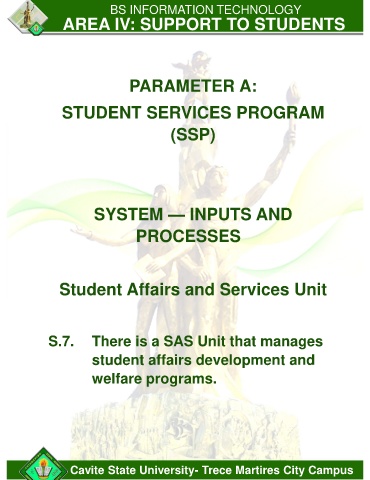 BS INFORMATION TECHNOLOGY
AREA IV: SUPPORT TO STUDENTS
PARAMETER A:
STUDENT SERVICES PROGRAM
(SSP)
SYSTEM — INPUTS AND
PROCESSES
Student Affairs and Services Unit
S.7. There is a SAS Unit that manages
student affairs development and
welfare programs.
Cavite State University- Trece Martires City Campus